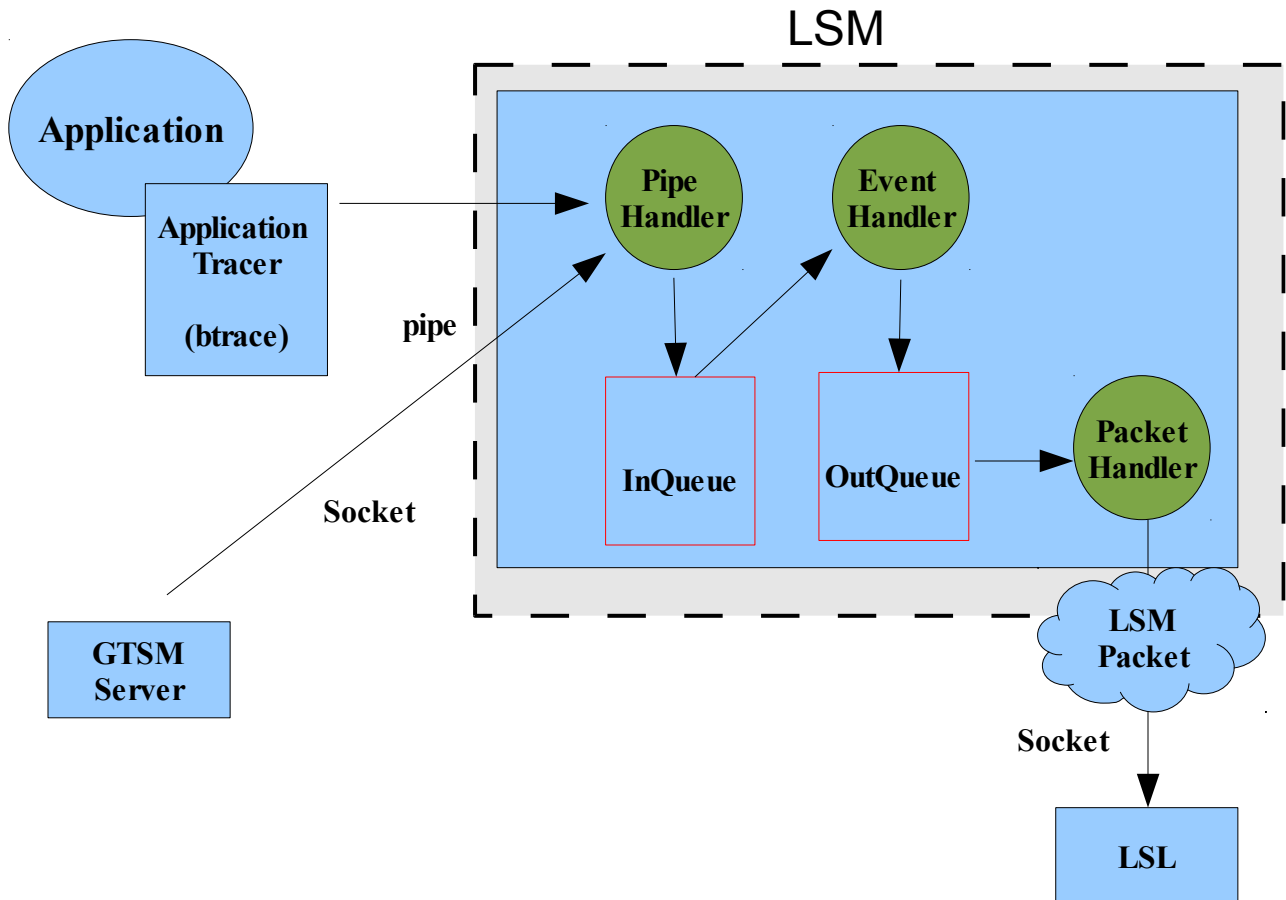 LSM
Application
Application
Tracer
(btrace)
Pipe
Handler
Event
Handler
pipe
InQueue
OutQueue
Packet
Handler
Socket
GTSM
Server
LSM
Packet
Socket
LSL